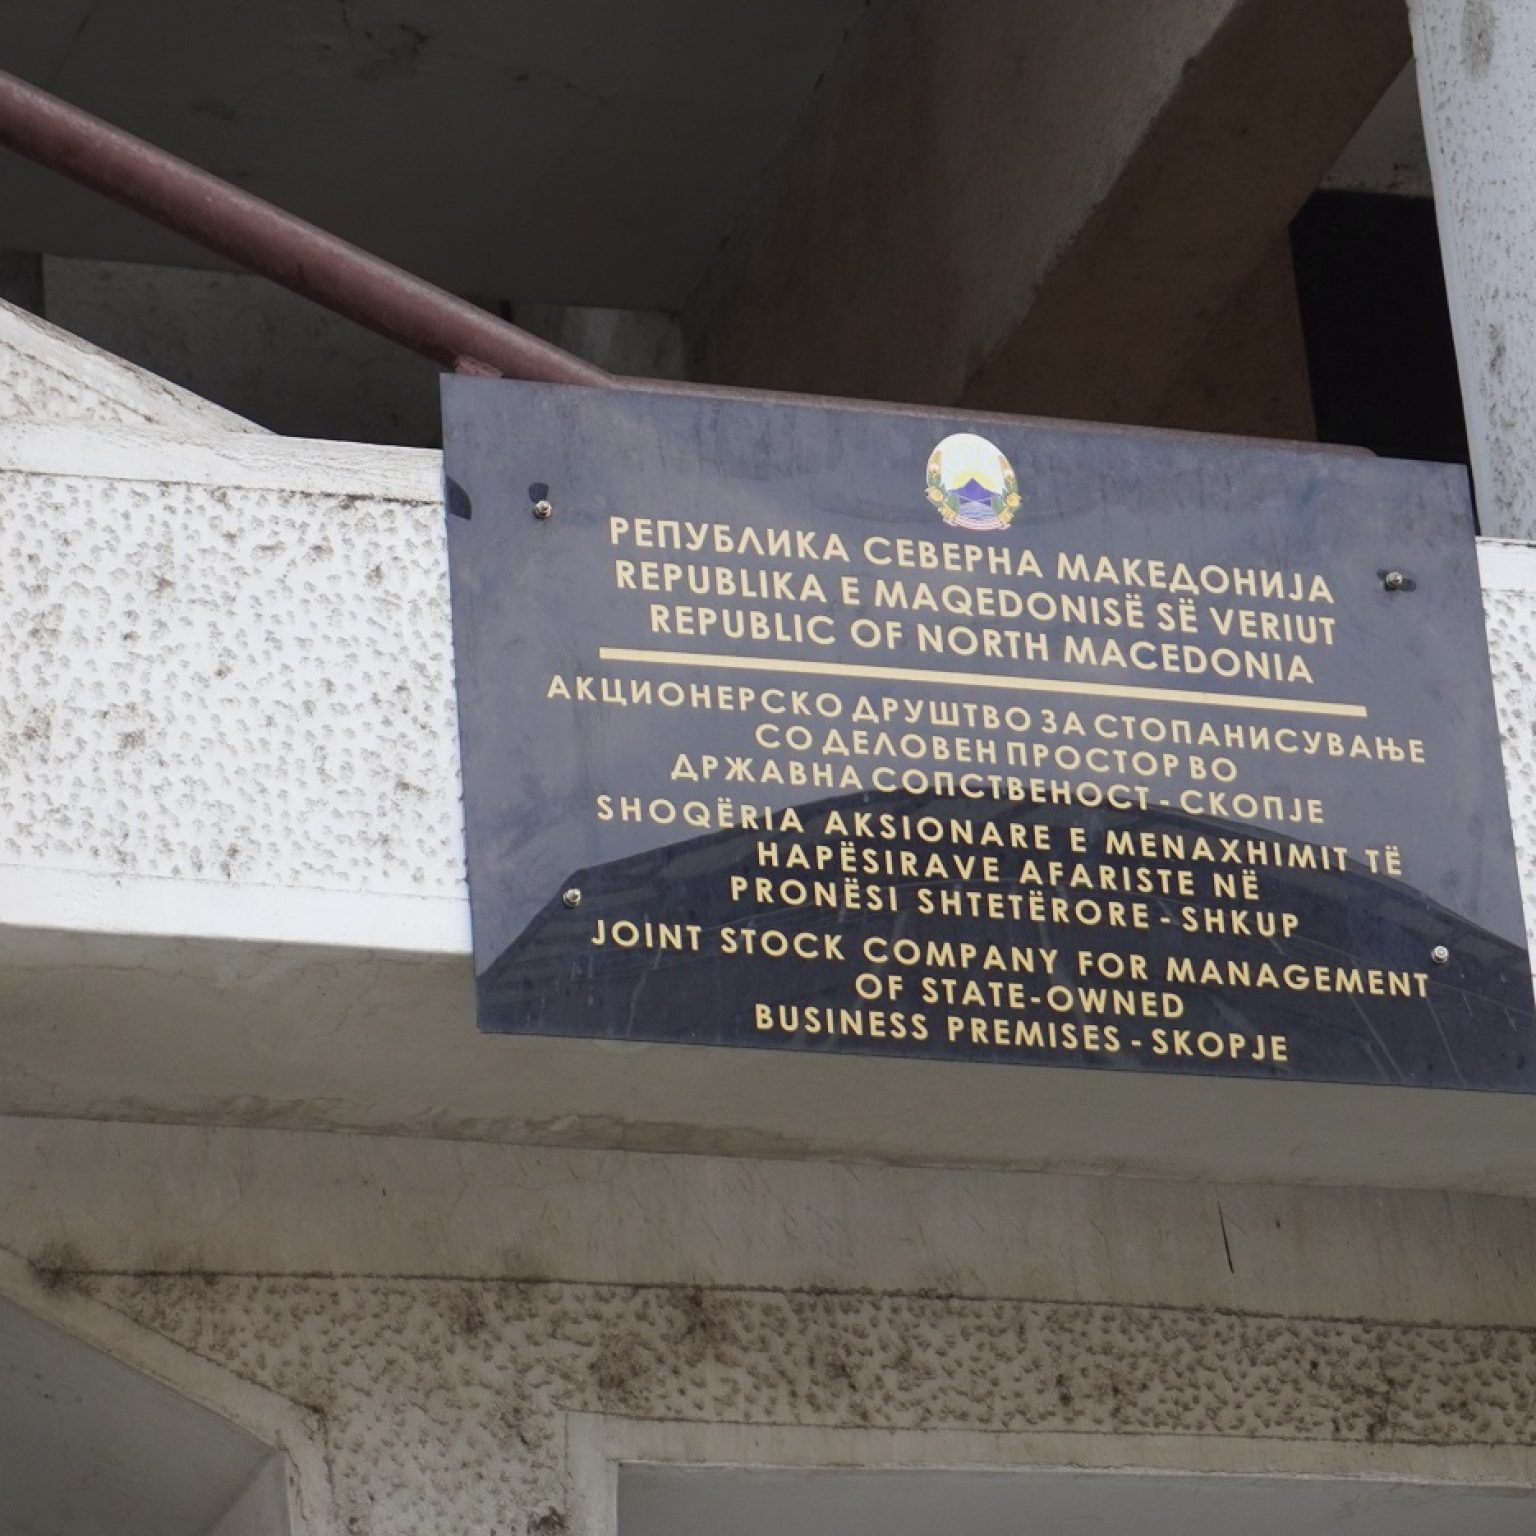 РЕПУБЛИКА СЕВЕРНА МАКЕДОНИЈА
REPUBLIKA E MAQEDONISË SË VERIUT
REPUBLIC OF NORTH MACEDONIA
АКЦИОНЕРСКО ДРУШТВО ЗА СТОПАНИСУВАЊЕ
СО ДЕЛОВЕН ПРОСТОР ВО
ДРЖАВНА СОПСТВЕНОСТ - СКОПЈЕ
SHOQËRIA AKSIONARE E MENAXHIMIT TË
HAPËSIRAVE AFARISTE NË
PRONËSI SHTETËRORE - SHKUP
JOINT STOCK COMPANY FOR MANAGEMENT
OF STATE-OWNED
BUSINESS PREMISES - SKOPJE